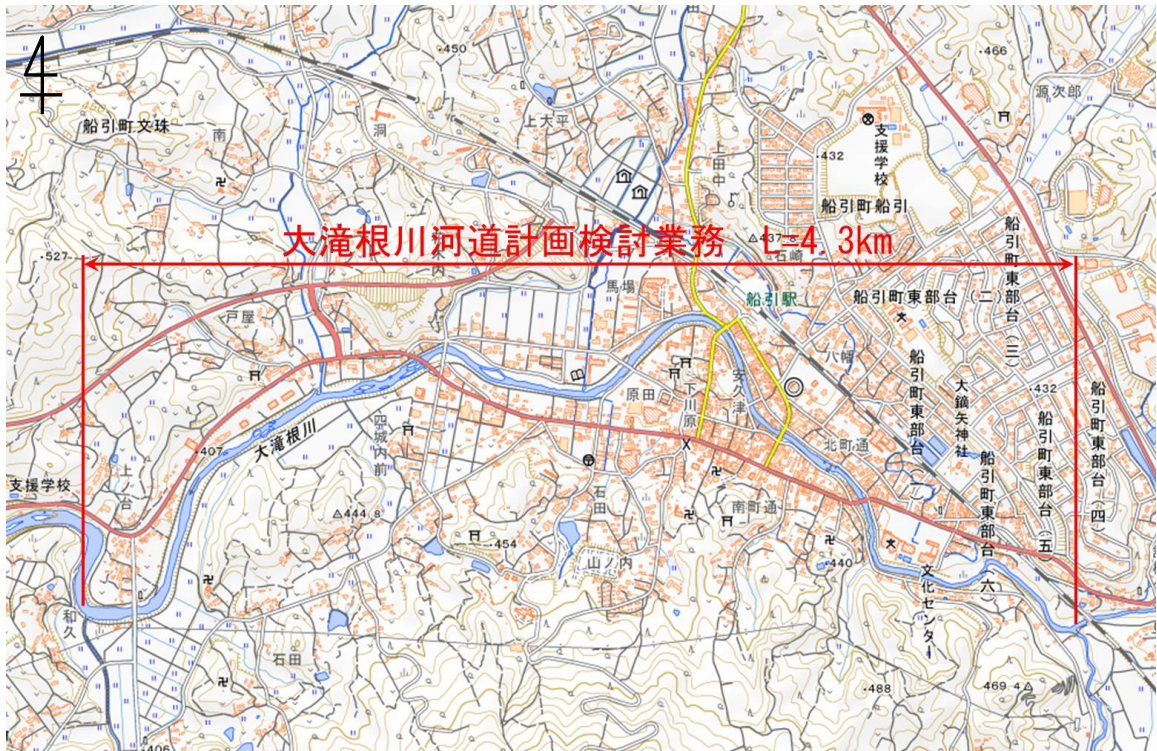 4
・450
・466
源次郎
船引町文珠
南
洞
上大平
上田中
・432
支援学校
船引町船引
大滝根川河道計画検討業務 L=4.3km
・527
△437.8
石崎
馬場
船引駅
船引町東部台（二）
船引町東部台（三）
戸屋
八幡
安久津
原田
下川原
・432
大鏑矢神社
船引町東部台（一）
船引町東部台（四）
船引町東部台（五）
船引町東部台（六）
大滝根川
四城内前
・407
上ノ台
支援学校
北町通
石田
南町通
△444.8
・454
山ノ内
・440
文化センター
和久
石田
・488
469.4△
・406